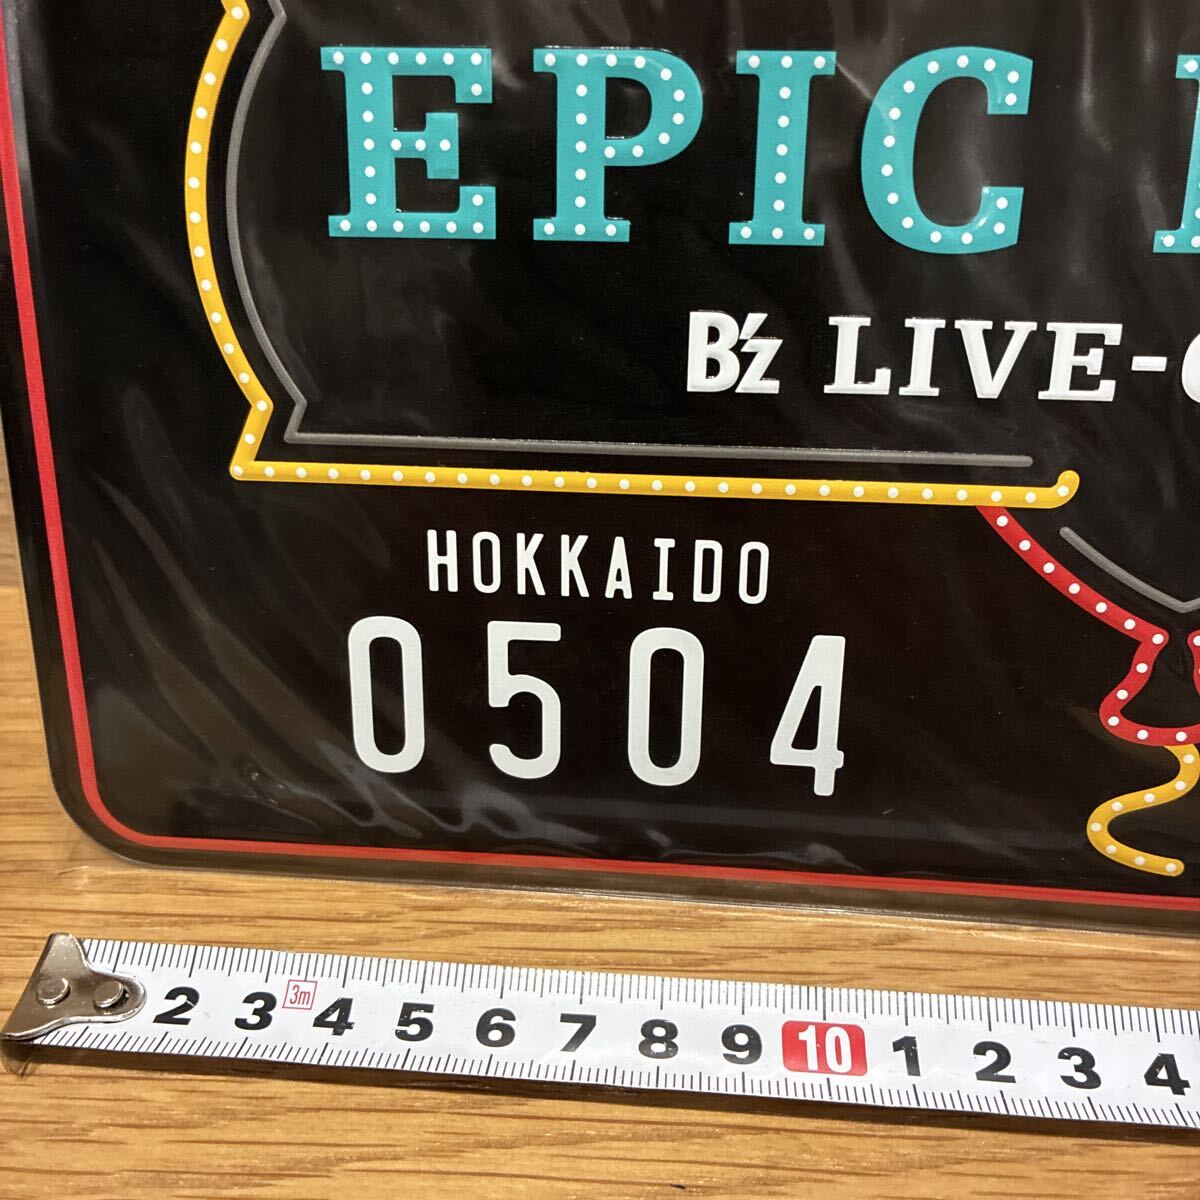 EPIC
B'z LIVE-
HOKKAIDO
0504
2 3 3m 4 5 6 7 8 9 10 1 2 3 4